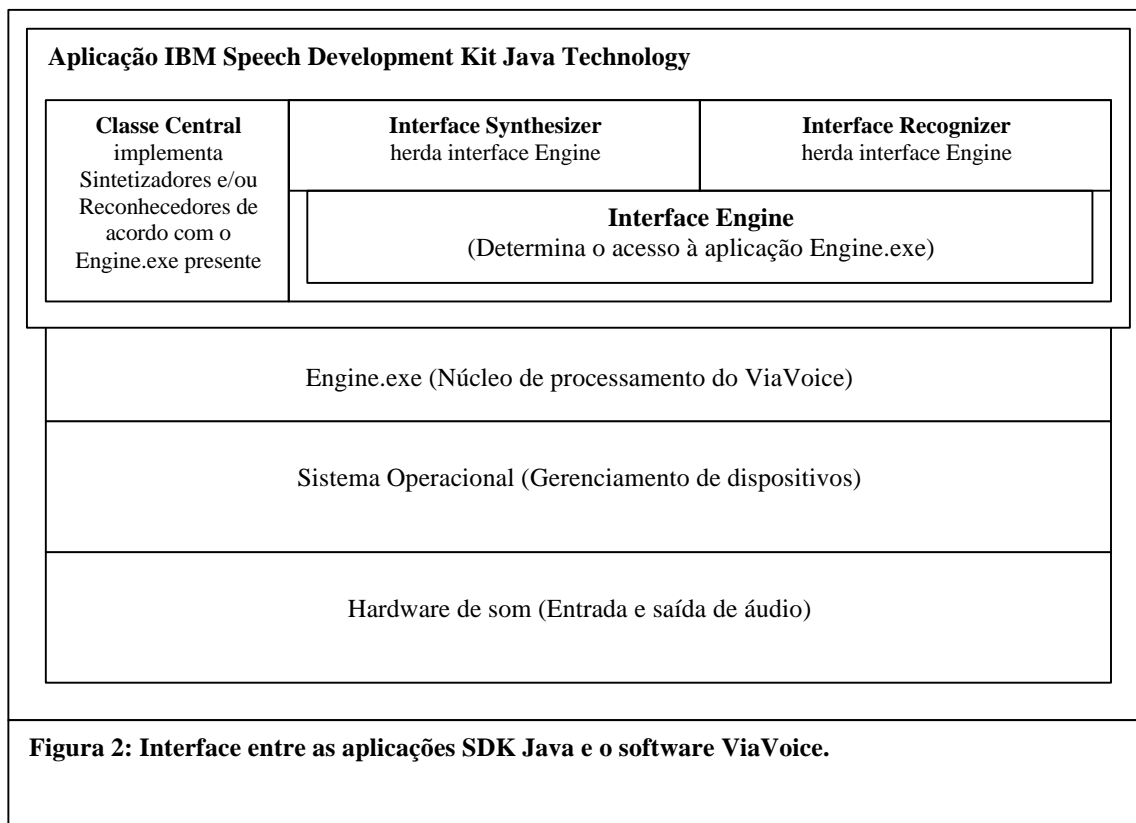 Aplicação IBM Speech Development Kit Java Technology
Classe Central
implementa
Sintetizadores e/ou
Reconhecedores de
acordo com o
Engine.exe presente
Interface Synthesizer
herda interface Engine
Interface Recognizer
herda interface Engine
Interface Engine
(Determina o acesso à aplicação Engine.exe)
Engine.exe (Núcleo de processamento do ViaVoice)
Sistema Operacional (Gerenciamento de dispositivos)
Hardware de som (Entrada e saída de áudio)
Figura 2: Interface entre as aplicações SDK Java e o software ViaVoice.